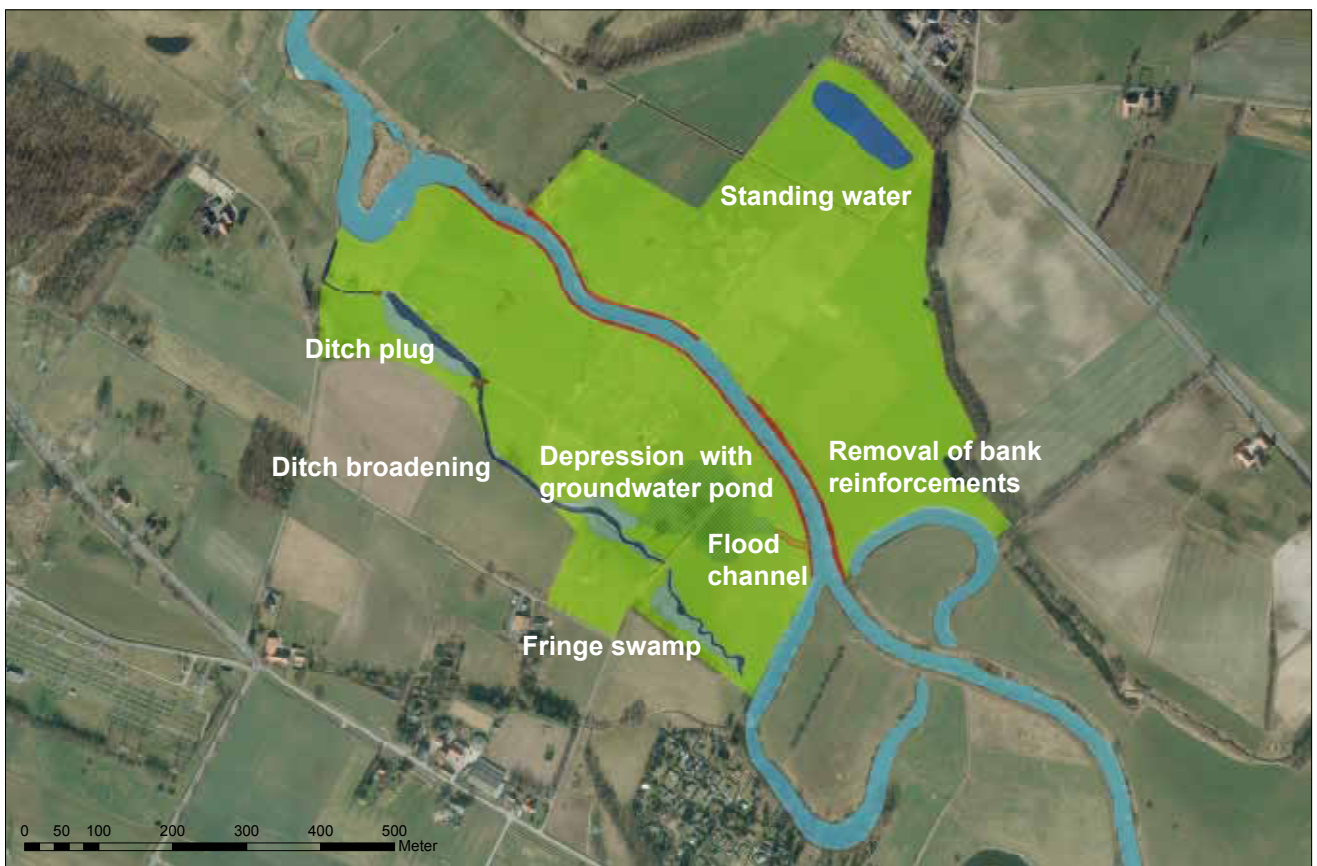 Standing water
Ditch plug
Ditch broadening
Depression with
groundwater pond
Removal of bank
reinforcements
Flood
channel
Fringe swamp
0 50 100 200 300 400 500
Meter